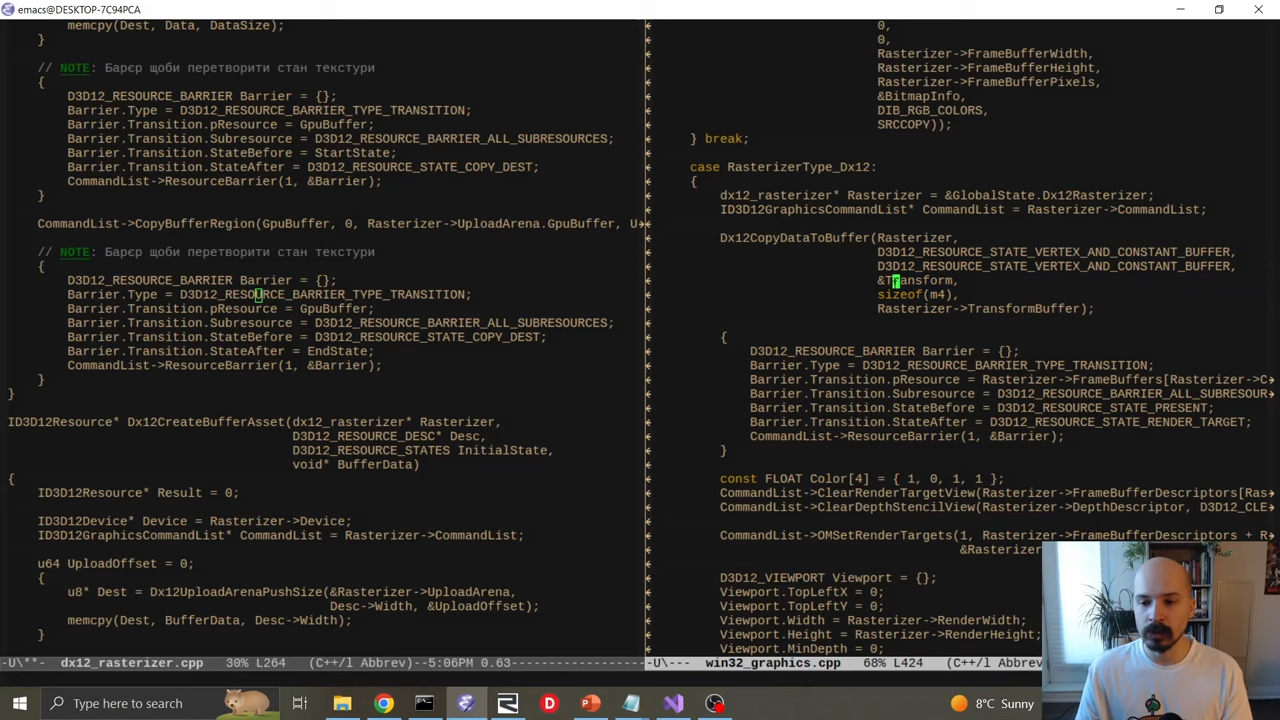 emacs@DESKTOP-7C94PCA
memcpy(Dest, Data, DataSize);
}
// NOTE: Барєр щоби перетворити стан текстури
{
D3D12_RESOURCE_BARRIER Barrier = {};
Barrier.Type = D3D12_RESOURCE_BARRIER_TYPE_TRANSITION;
Barrier.Transition.pResource = GpuBuffer;
Barrier.Transition.Subresource = D3D12_RESOURCE_BARRIER_ALL_SUBRESOURCES;
Barrier.Transition.StateBefore = StartState;
Barrier.Transition.StateAfter = D3D12_RESOURCE_STATE_COPY_DEST;
CommandList->ResourceBarrier(1, &Barrier);
}
CommandList->CopyBufferRegion(GpuBuffer, 0, Rasterizer->UploadArena.GpuBuffer, U
// NOTE: Барєр щоби перетворити стан текстури
{
D3D12_RESOURCE_BARRIER Barrier = {};
Barrier.Type = D3D12_RESOURCE_BARRIER_TYPE_TRANSITION;
Barrier.Transition.pResource = GpuBuffer;
Barrier.Transition.Subresource = D3D12_RESOURCE_BARRIER_ALL_SUBRESOURCES;
Barrier.Transition.StateBefore = D3D12_RESOURCE_STATE_COPY_DEST;
Barrier.Transition.StateAfter = EndState;
CommandList->ResourceBarrier(1, &Barrier);
}
}
ID3D12Resource* Dx12CreateBufferAsset(dx12_rasterizer* Rasterizer,
D3D12_RESOURCE_DESC* Desc,
D3D12_RESOURCE_STATES InitialState,
void* BufferData)
{
ID3D12Resource* Result = 0;
ID3D12Device* Device = Rasterizer->Device;
ID3D12GraphicsCommandList* CommandList = Rasterizer->CommandList;
u64 UploadOffset = 0;
{
u8* Dest = Dx12UploadArenaPushSize(&Rasterizer->UploadArena,
Desc->Width, &UploadOffset);
memcpy(Dest, BufferData, Desc->Width);
}
-U\**- dx12_rasterizer.cpp 30% L264 (C++/l Abbrev)--5:06PM 0.63----------------
0,
0,
Rasterizer->FrameBufferWidth,
Rasterizer->FrameBufferHeight,
Rasterizer->FrameBufferPixels,
&BitmapInfo,
DIB_RGB_COLORS,
SRCCOPY));
} break;
case RasterizerType_Dx12:
{
dx12_rasterizer* Rasterizer = &GlobalState.Dx12Rasterizer;
ID3D12GraphicsCommandList* CommandList = Rasterizer->CommandList;
Dx12CopyDataToBuffer(Rasterizer,
D3D12_RESOURCE_STATE_VERTEX_AND_CONSTANT_BUFFER,
D3D12_RESOURCE_STATE_VERTEX_AND_CONSTANT_BUFFER,
&Transform,
sizeof(m4),
Rasterizer->TransformBuffer);
{
D3D12_RESOURCE_BARRIER Barrier = {};
Barrier.Type = D3D12_RESOURCE_BARRIER_TYPE_TRANSITION;
Barrier.Transition.pResource = Rasterizer->FrameBuffers[Rasterizer->C
Barrier.Transition.Subresource = D3D12_RESOURCE_BARRIER_ALL_SUBRESOUR
Barrier.Transition.StateBefore = D3D12_RESOURCE_STATE_PRESENT;
Barrier.Transition.StateAfter = D3D12_RESOURCE_STATE_RENDER_TARGET;
CommandList->ResourceBarrier(1, &Barrier);
}
const FLOAT Color[4] = { 1, 0, 1, 1 };
CommandList->ClearRenderTargetView(Rasterizer->FrameBufferDescriptors[Ras
CommandList->ClearDepthStencilView(Rasterizer->DepthDescriptor, D3D12_CLE
CommandList->OMSetRenderTargets(1, Rasterizer->FrameBufferDescriptors + R
&Rasterizer
D3D12_VIEWPORT Viewport = {};
Viewport.TopLeftX = 0;
Viewport.TopLeftY = 0;
Viewport.Width = Rasterizer->RenderWidth;
Viewport.Height = Rasterizer->RenderHeight;
Viewport.MinDepth = 0;
-U\--- win32_graphics.cpp 68% L424 (C++/l Abbrev
Type here to search
8°C Sunny